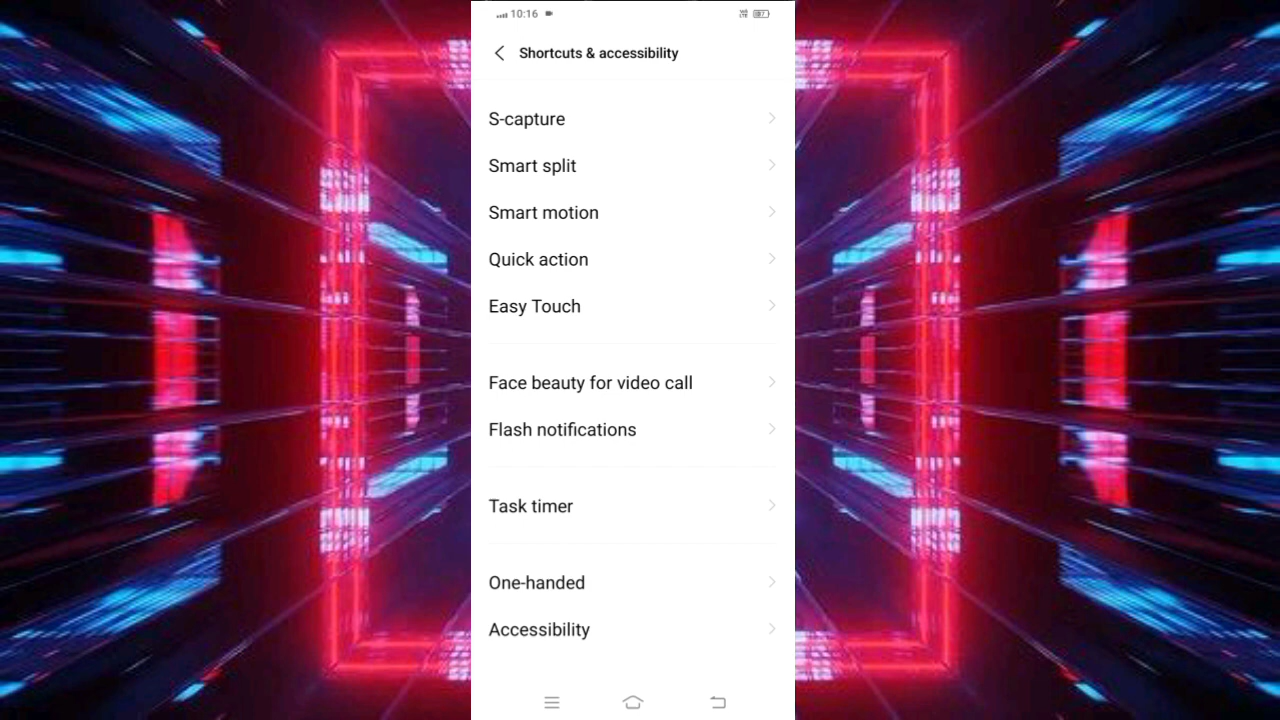 10:16
Shortcuts & accessibility
S-capture
Smart split
Smart motion
Quick action
Easy Touch
Face beauty for video call
Flash notifications
Task timer
One-handed
Accessibility